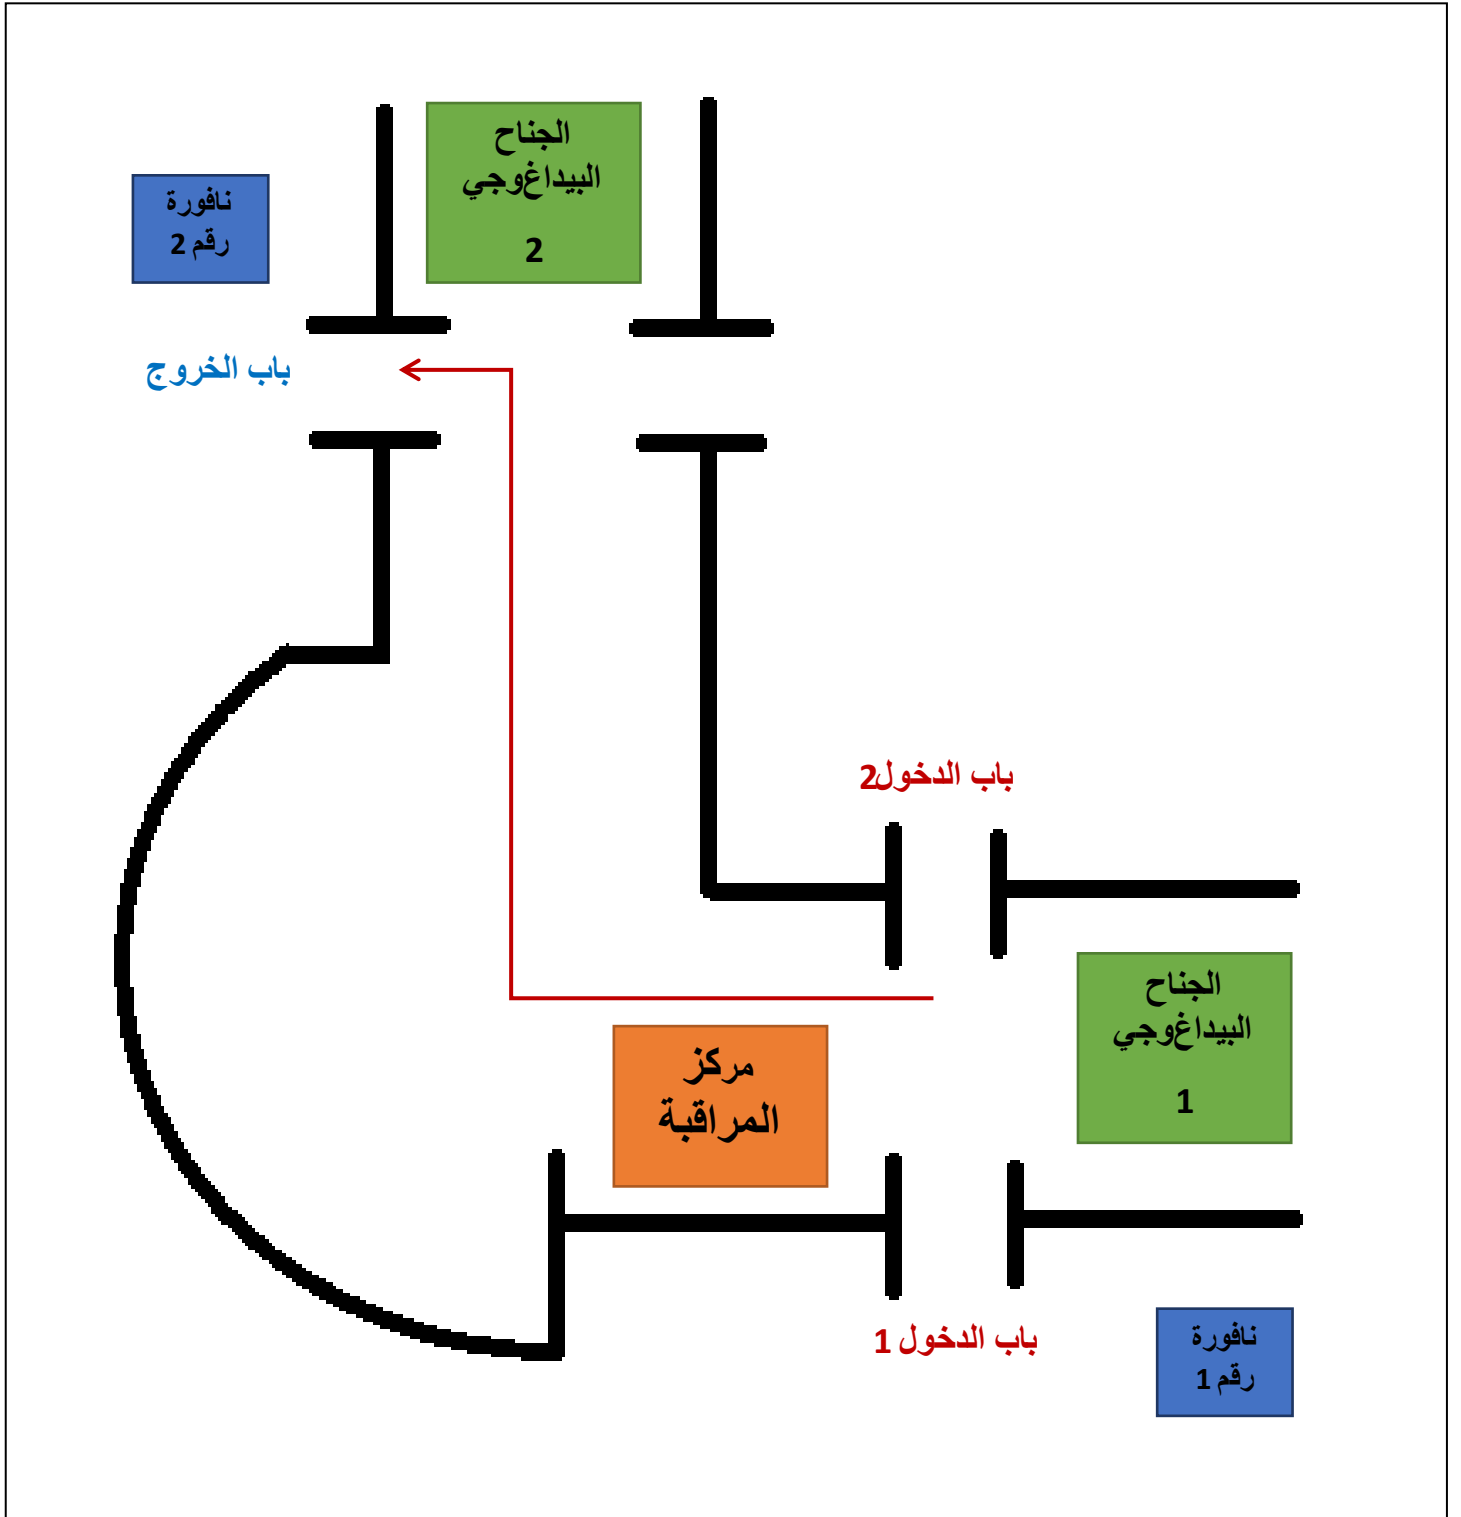 الجناح
البيداغوجي
2
نافورة
رقم 2
باب الخروج
باب الدخول2
الجناح
البيداغوجي
1
مركز
المراقبة
باب الدخول 1
نافورة
رقم 1